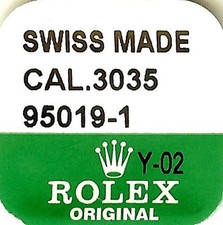 SWISS MADE
CAL.3035
95019-1
Y-02
ROLEX
ORIGINAL